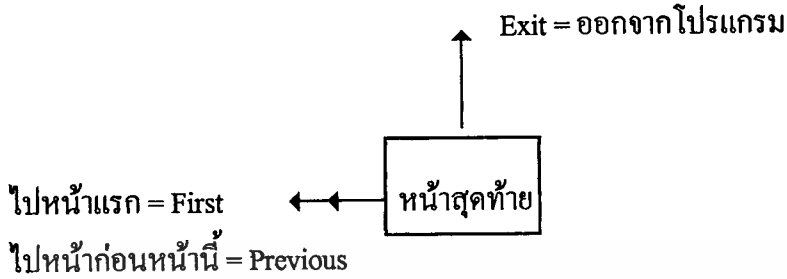 Exit = ออกจากโปรแกรม
หน้าสุดท้าย
ไปหน้าแรก = First
ไปหน้าก่อนหน้านี้ = Previous